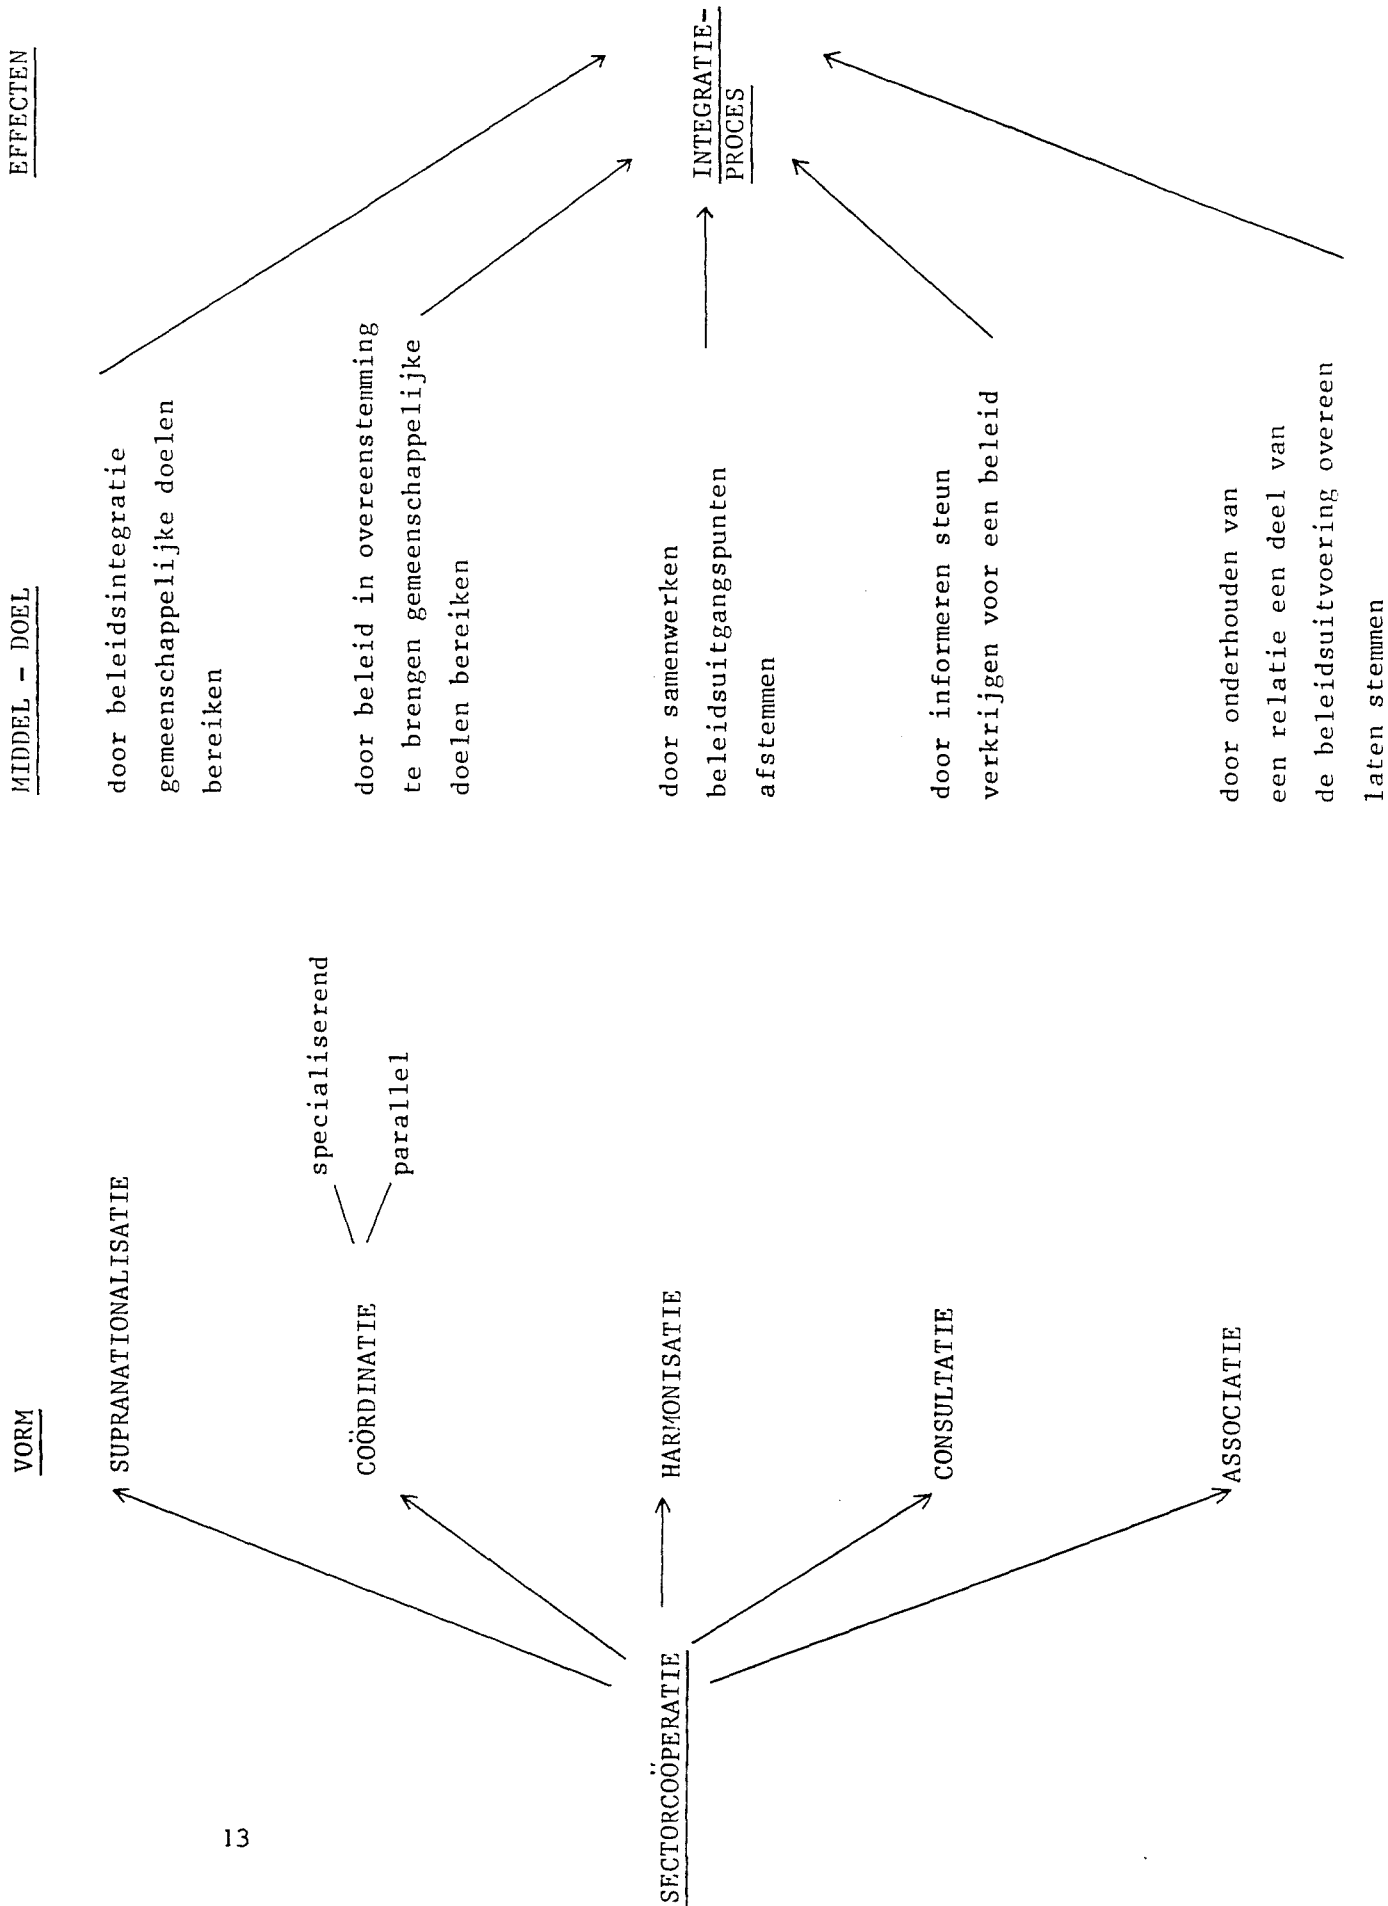 VORM
MIDDEL - DOEL
EFFECTEN
SUPRANATIONALISATIE
door beleidsintegratie
gemeenschappelijke doelen
bereiken
specialiserend
COÖRDINATIE
parallel
door beleid in overeenstemming
te brengen gemeenschappelijke
doelen bereiken
SECTORCOÖPERATIE
HARMONISATIE
door samenwerken
beleidsuitgangspunten
afstemmen
INTEGRATIE-
PROCES
CONSULTATIE
door informeren steun
verkrijgen voor een beleid
ASSOCIATIE
door onderhouden van
een relatie een deel van
de beleidsuitvoering overeen
laten stemmen
13